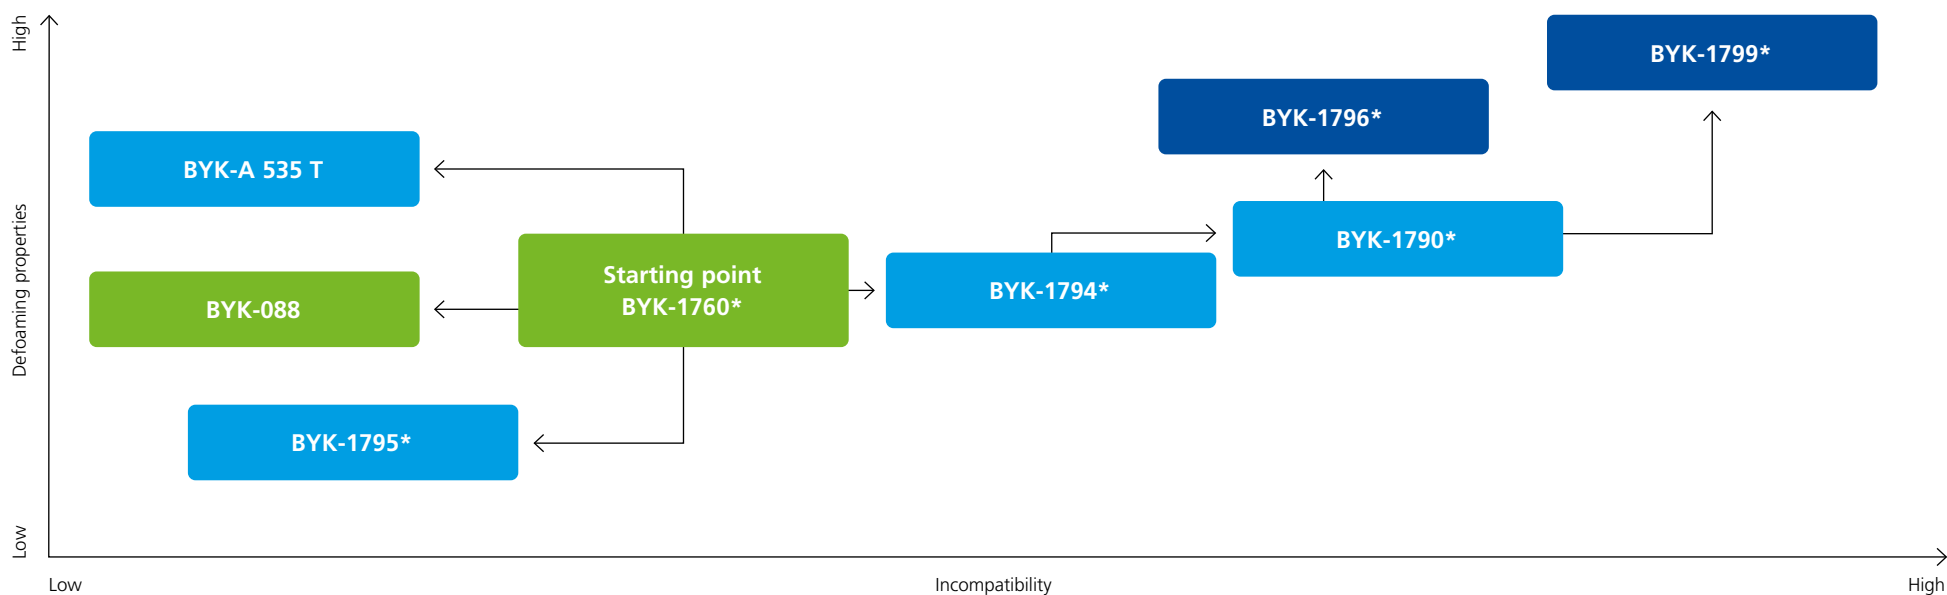 High
BYK-1799*
BYK-1796*
BYK-A 535 T
BYK-1790*
Starting point
BYK-1760*
BYK-1794*
BYK-088
Defoaming properties
BYK-1795*
Low
Low
Incompatibility
High